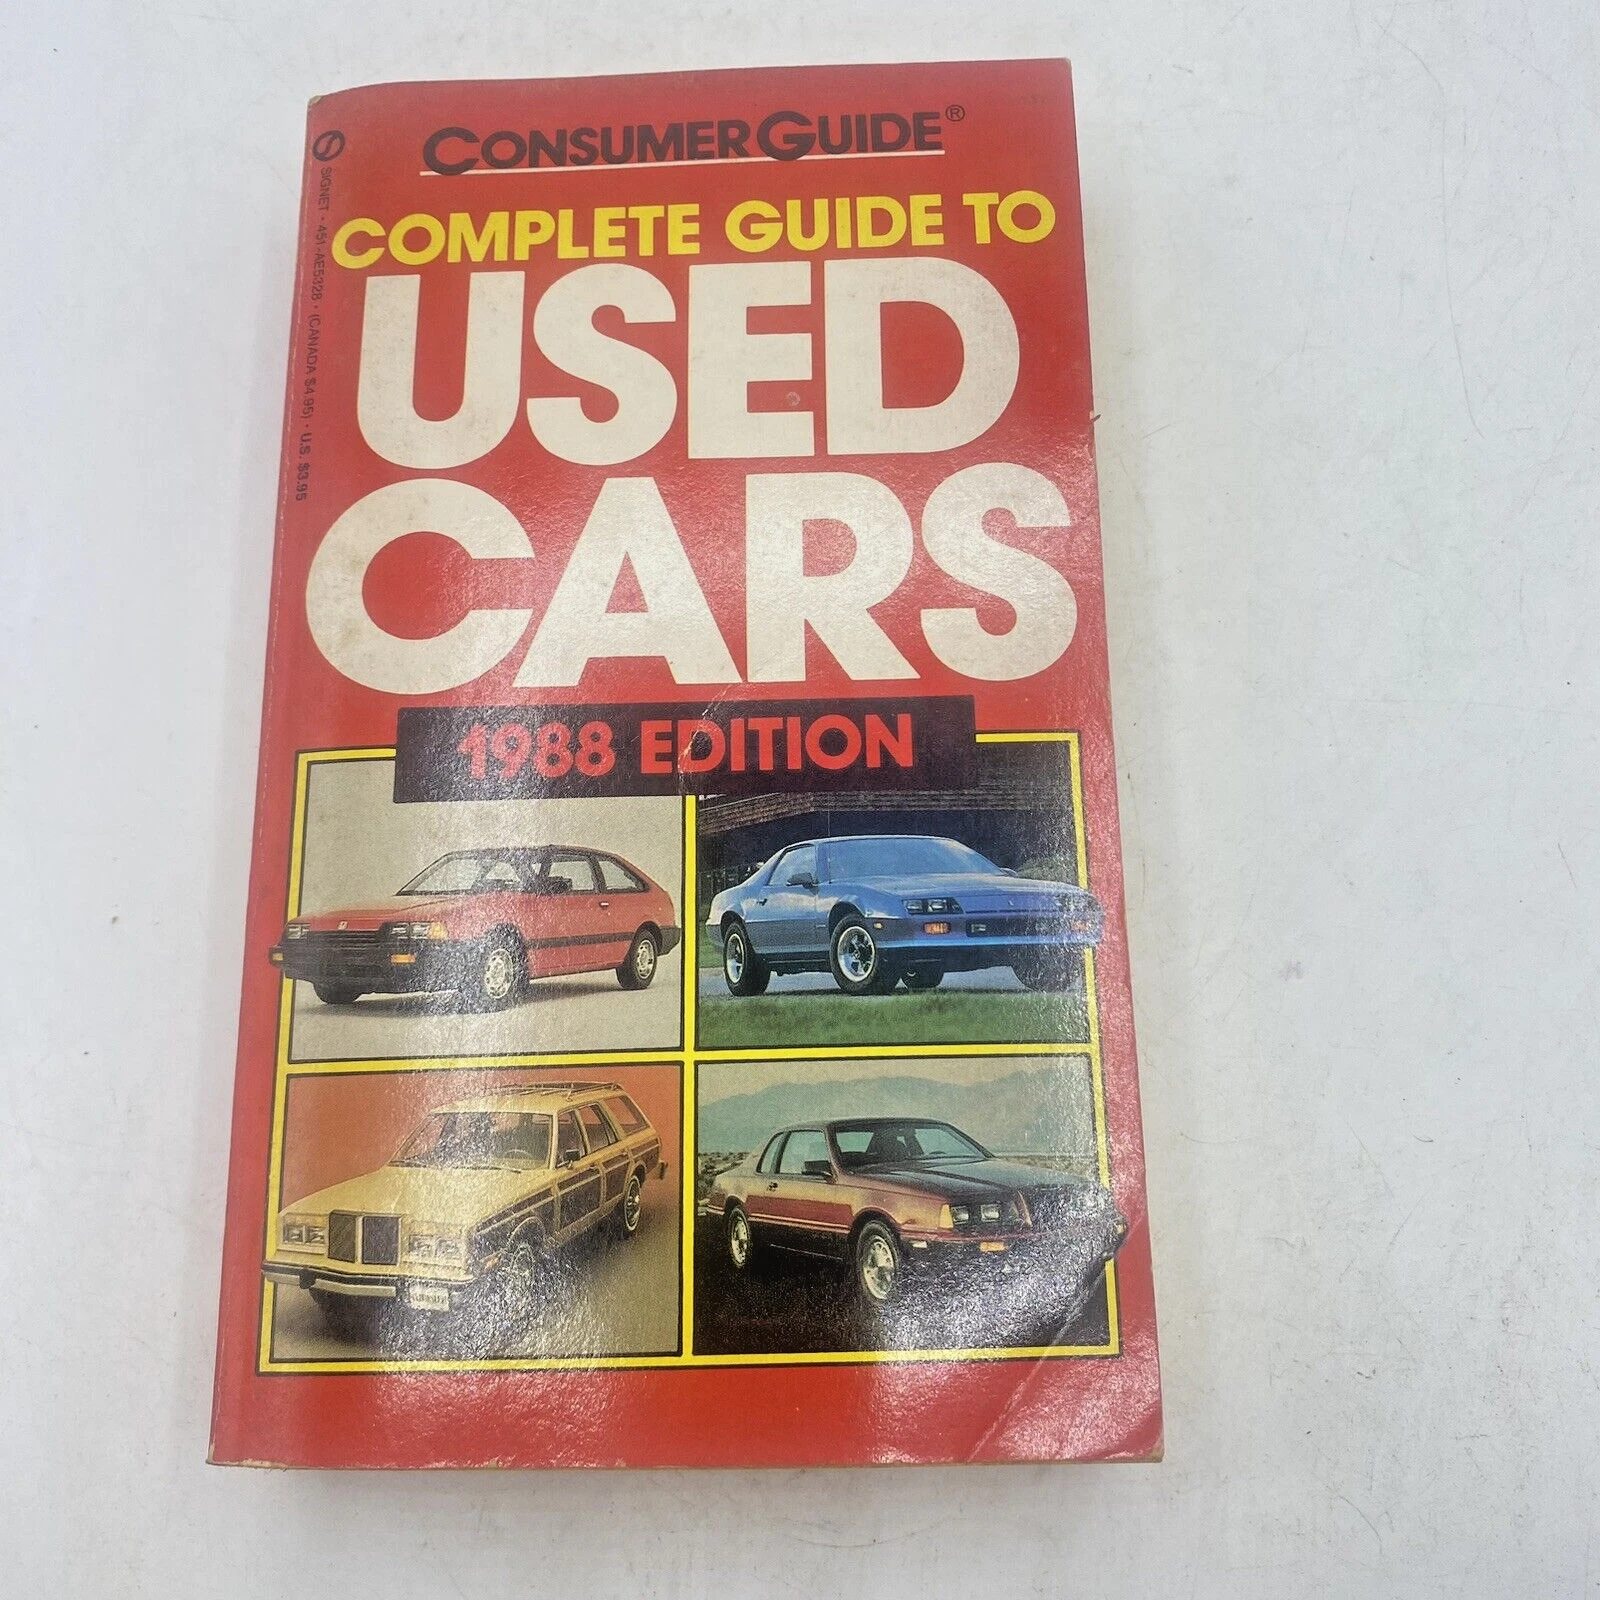 CONSUMER GUIDE®
COMPLETE GUIDE TO
USED
CARS
1988 EDITION
SIGNET • 451-AE5328 • (CANADA $4.95) • U.S. $3.95